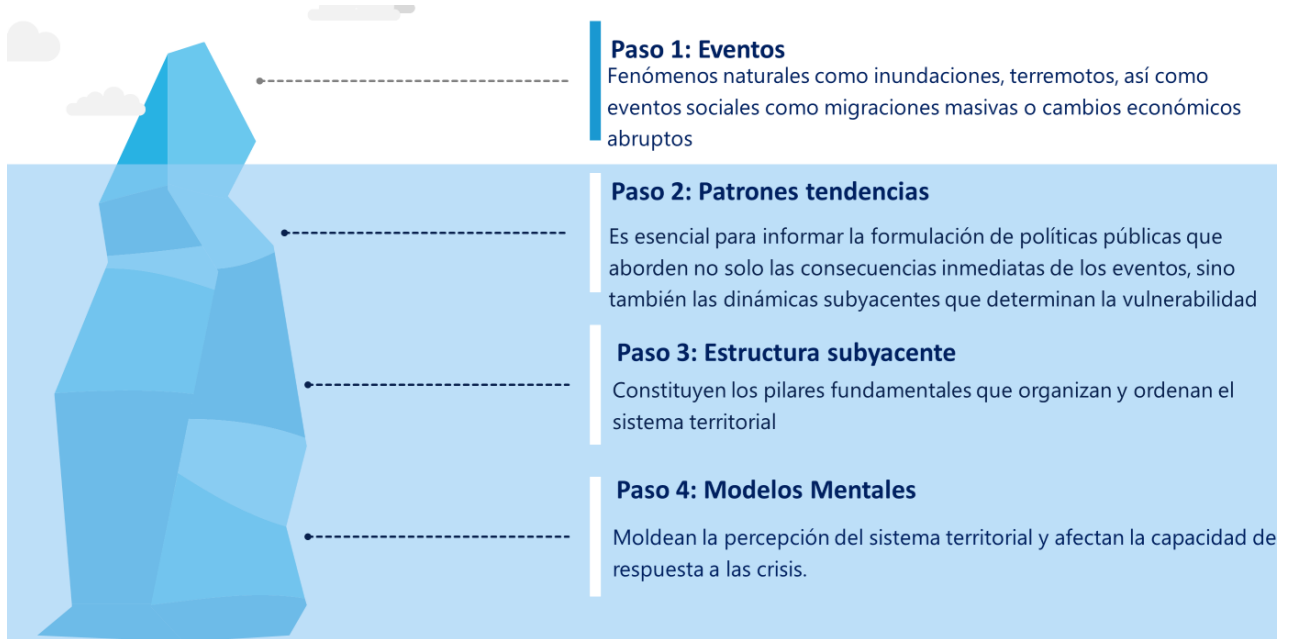 Paso 1: Eventos
Fenómenos naturales como inundaciones, terremotos, así como
eventos sociales como migraciones masivas o cambios económicos
abruptos
Paso 2: Patrones tendencias
Es esencial para informar la formulación de políticas públicas que
aborden no solo las consecuencias inmediatas de los eventos, sino
también las dinámicas subyacentes que determinan la vulnerabilidad
Paso 3: Estructura subyacente
Constituyen los pilares fundamentales que organizan y ordenan el
sistema territorial
Paso 4: Modelos Mentales
Moldean la percepción del sistema territorial y afectan la capacidad de
respuesta a las crisis.